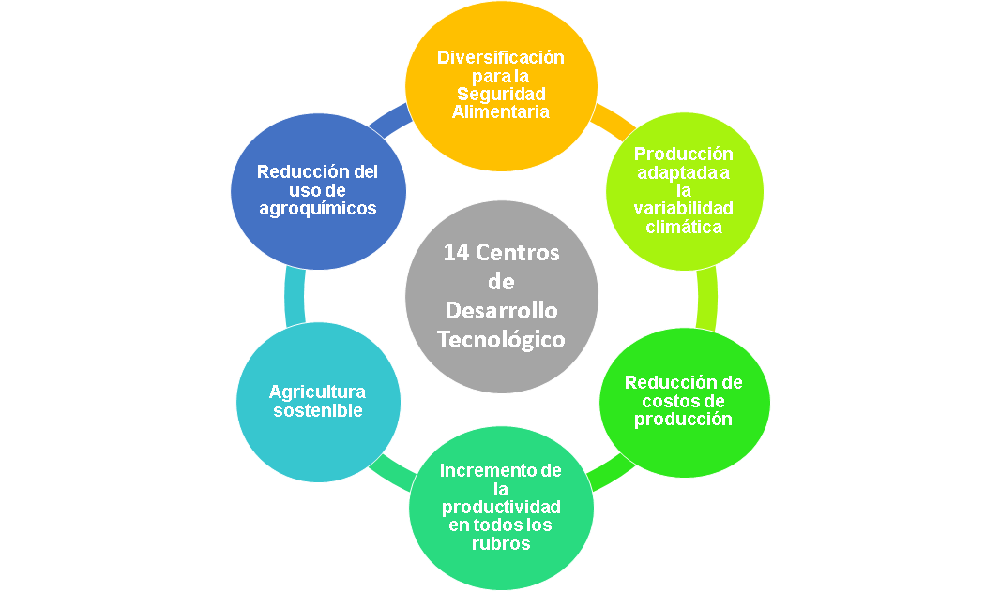 Diversificación
para la
Seguridad
Alimentaria
Producción
adaptada a
la
variabilidad
climática
Reducción de
costos de
producción
Incremento de
la
productividad
en todos los
rubros
Agricultura
sostenible
Reducción del
uso de
agroquímicos
14 Centros
de
Desarrollo
Tecnológico